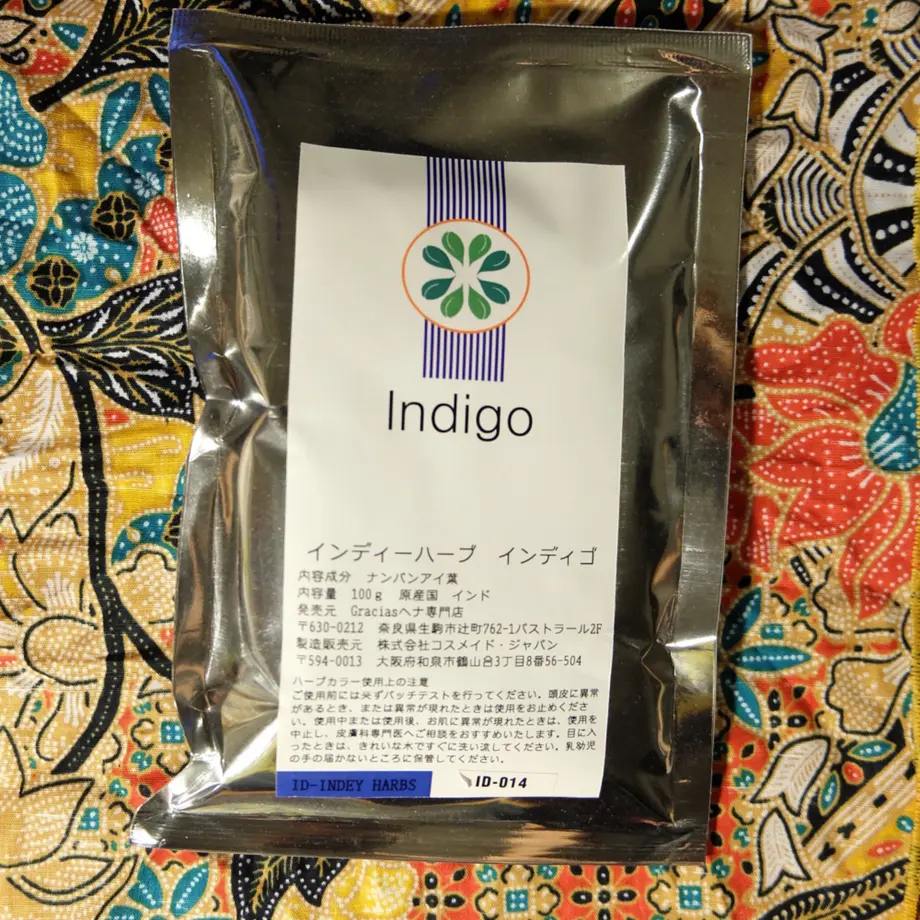 Indigo
インディーハーブ　インディゴ
内容成分　ナンバンアイ葉
内容量　100g　原産国　インド
発売元　Graciasヘナ専門店
〒630-0212　奈良県生駒市辻町762-1パストラール2F
製造販売元　株式会社コスメイド・ジャパン
〒594-0013　大阪府和泉市鶴山台3丁目8番56-504
ハーブカラー使用上の注意
ご使用前には必ずパッチテストを行ってください。頭皮に異常
があるとき、または異常が現れたときは使用をお止めくださ
い。使用中または使用後、お肌に異常が現れたときは、使用を
中止し、皮膚科専門医へご相談をおすすめいたします。目に入
ったときは、きれいな水ですぐに洗い流してください。乳幼児
の手の届かないところに保管してください。
ID-INDEY HARBS
ID-014